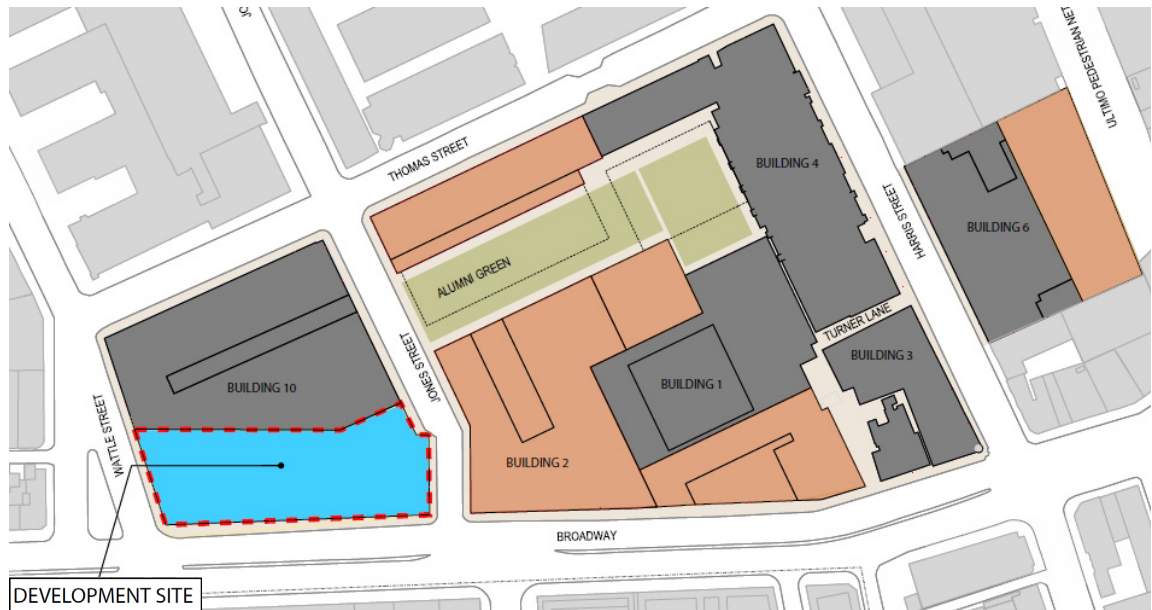 JO
ULTIMO PEDESTRIAN NET
THOMAS STREET
BUILDING 4
HARRIS STREET
BUILDING 6
ALUMNI GREEN
TURNER LANE
BUILDING 3
JONES STREET
BUILDING 10
BUILDING 1
WATTLE STREET
BUILDING 2
BROADWAY
DEVELOPMENT SITE